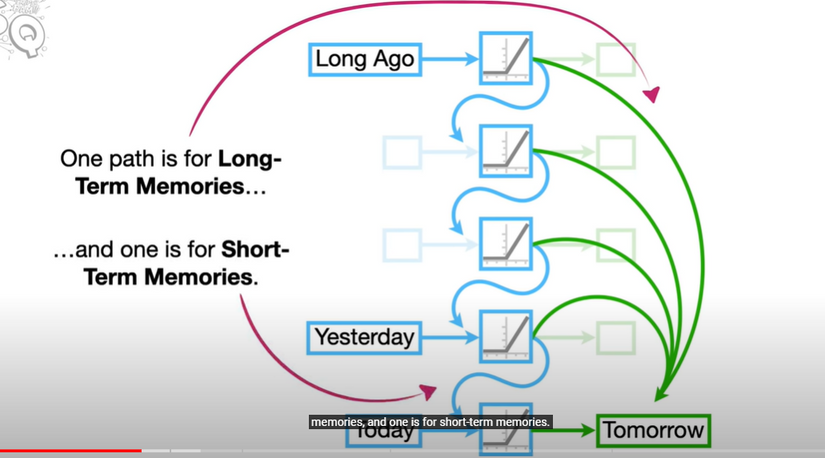 Long Ago
One path is for Long-
Term Memories...
...and one is for Short-
Term Memories.
Yesterday
memories, and one is for short-term memories.
Today
Tomorrow